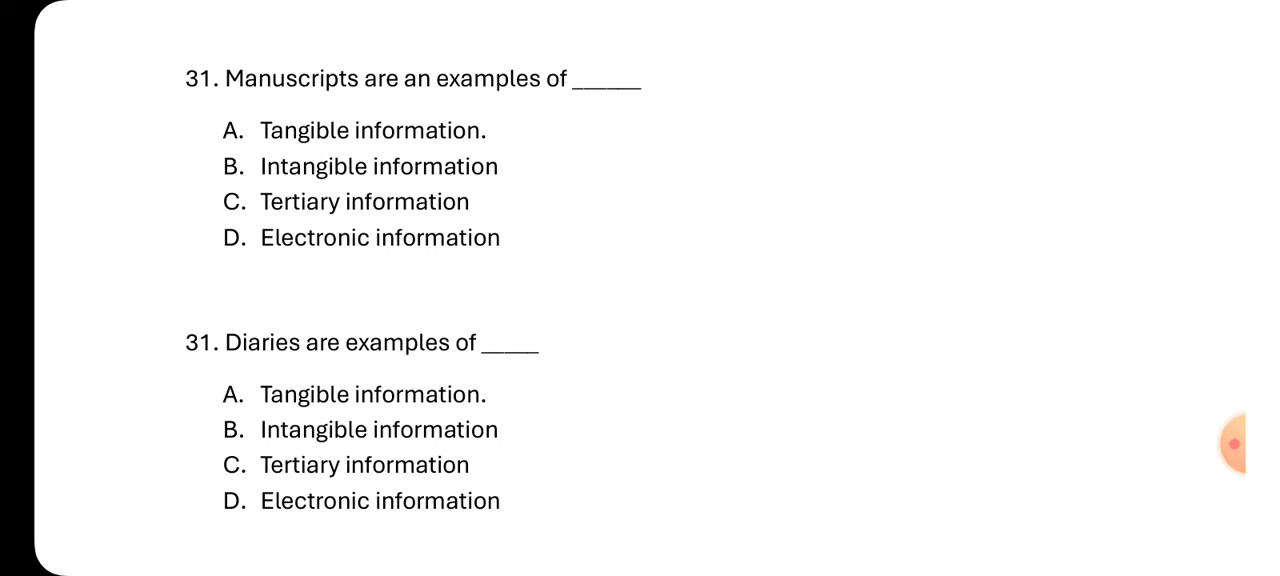 31. Manuscripts are an examples of ______
A. Tangible information.
B. Intangible information
C. Tertiary information
D. Electronic information
31. Diaries are examples of _____
A. Tangible information.
B. Intangible information
C. Tertiary information
D. Electronic information